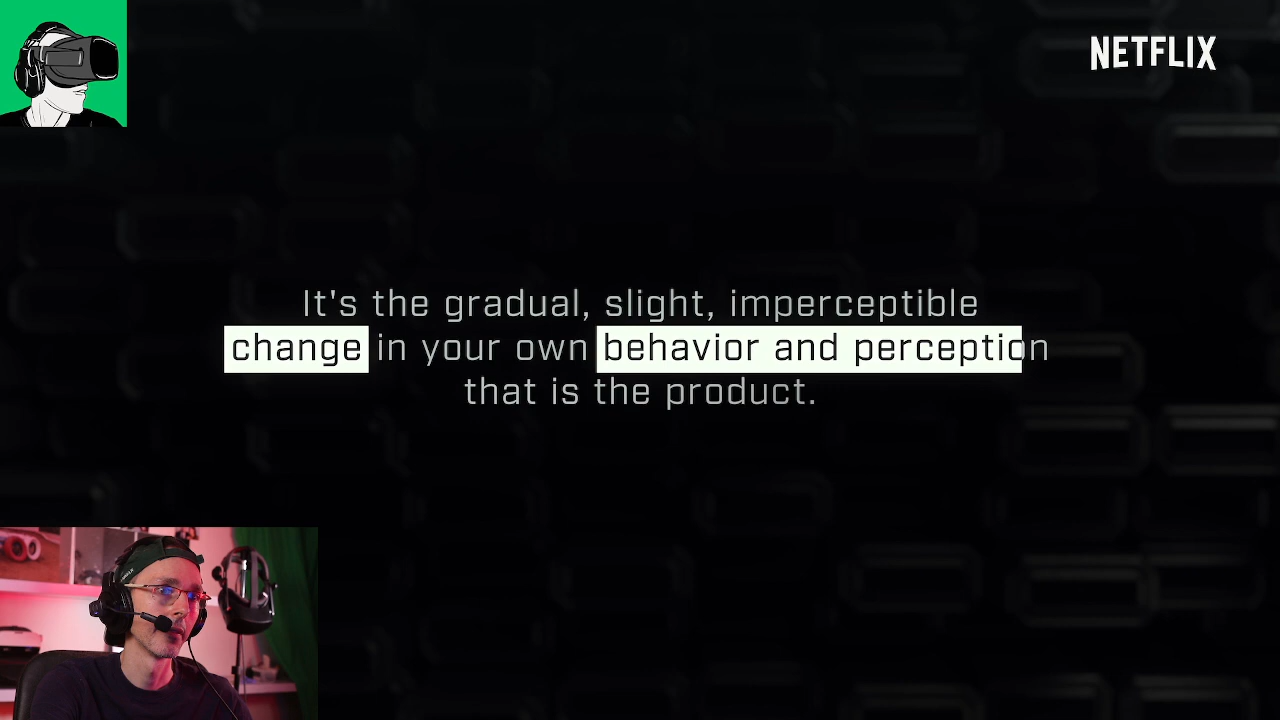 NETFLIX
It's the gradual, slight, imperceptible
change in your own behavior and perception
that is the product.